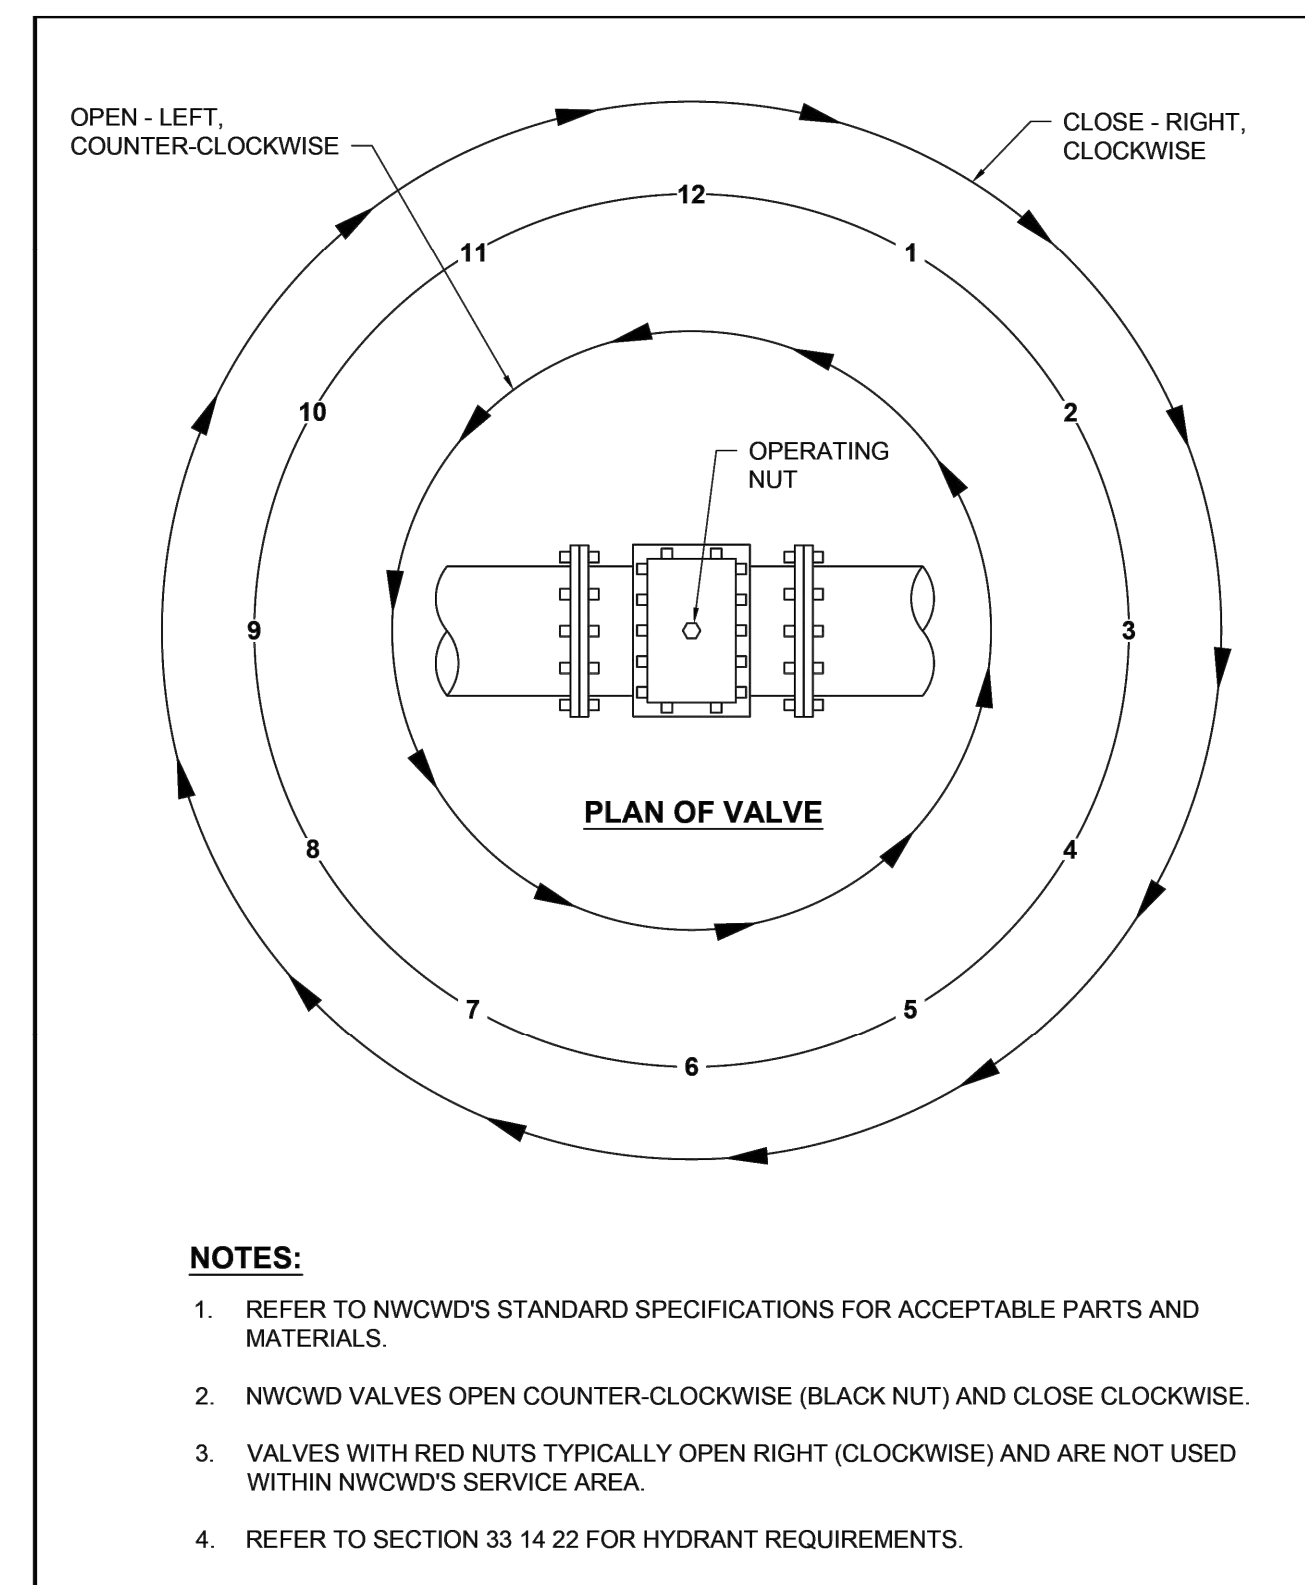 OPEN - LEFT,
COUNTER-CLOCKWISE
CLOSE - RIGHT,
CLOCKWISE
12
11
1
10
2
OPERATING
NUT
9
3
PLAN OF VALVE
8
4
7
5
6
NOTES:
1. REFER TO NWCWD'S STANDARD SPECIFICATIONS FOR ACCEPTABLE PARTS AND
MATERIALS.
2. NWCWD VALVES OPEN COUNTER-CLOCKWISE (BLACK NUT) AND CLOSE CLOCKWISE.
3. VALVES WITH RED NUTS TYPICALLY OPEN RIGHT (CLOCKWISE) AND ARE NOT USED
WITHIN NWCWD'S SERVICE AREA.
4. REFER TO SECTION 33 14 22 FOR HYDRANT REQUIREMENTS.